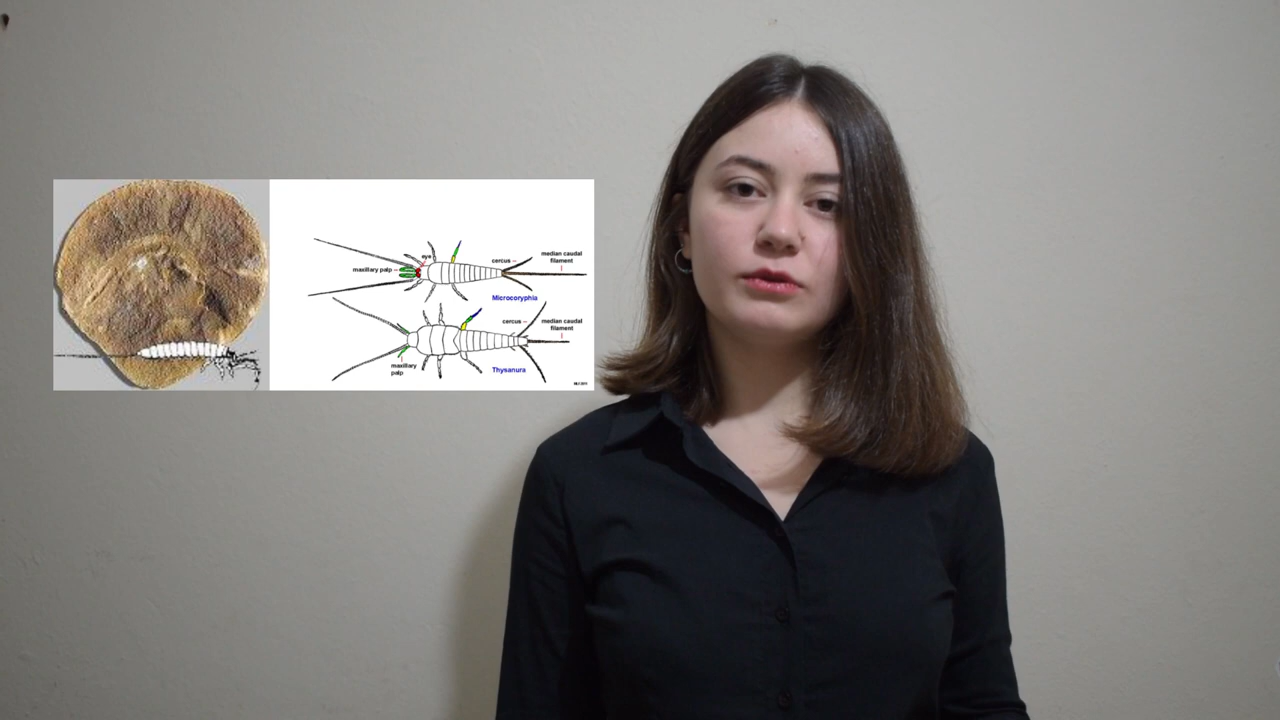 eye
maxillary palp
cercus
median caudal
filament
Microcoryphia
cercus
median caudal
filament
maxillary
palp
Thysanura